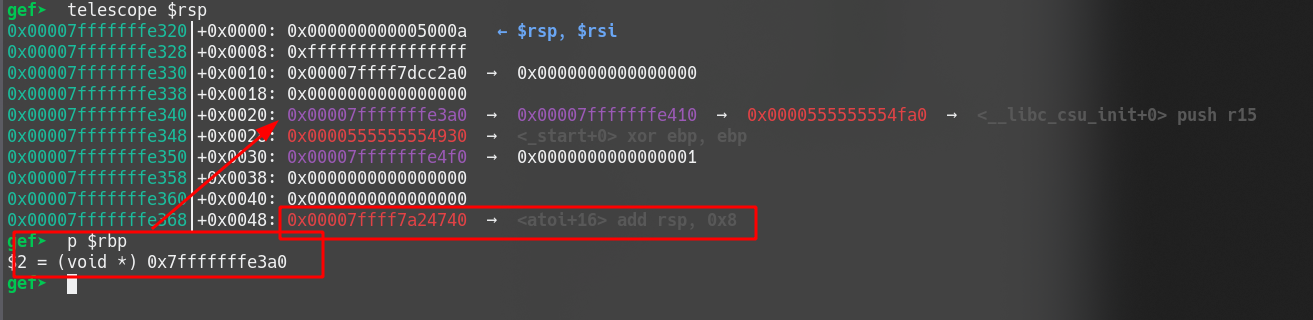 gef➤  telescope $rsp
0x00007fffffffe320│+0x0000: 0x000000000005000a   ← $rsp, $rsi
0x00007fffffffe328│+0x0008: 0xffffffffffffffff
0x00007fffffffe330│+0x0010: 0x00007ffff7dcc2a0  →  0x0000000000000000
0x00007fffffffe338│+0x0018: 0x0000000000000000
0x00007fffffffe340│+0x0020: 0x00007fffffffe3a0  →  0x00007fffffffe410  →  0x0000555555554fa0  →  <__libc_csu_init+0> push r15
0x00007fffffffe348│+0x0028: 0x0000555555554930  →  <_start+0> xor ebp, ebp
0x00007fffffffe350│+0x0030: 0x00007fffffffe4f0  →  0x0000000000000001
0x00007fffffffe358│+0x0038: 0x0000000000000000
0x00007fffffffe360│+0x0040: 0x0000000000000000
0x00007fffffffe368│+0x0048: 0x00007ffff7a24740  →  <atoi+16> add rsp, 0x8
gef➤  p $rbp
$2 = (void *) 0x7fffffffe3a0
gef➤